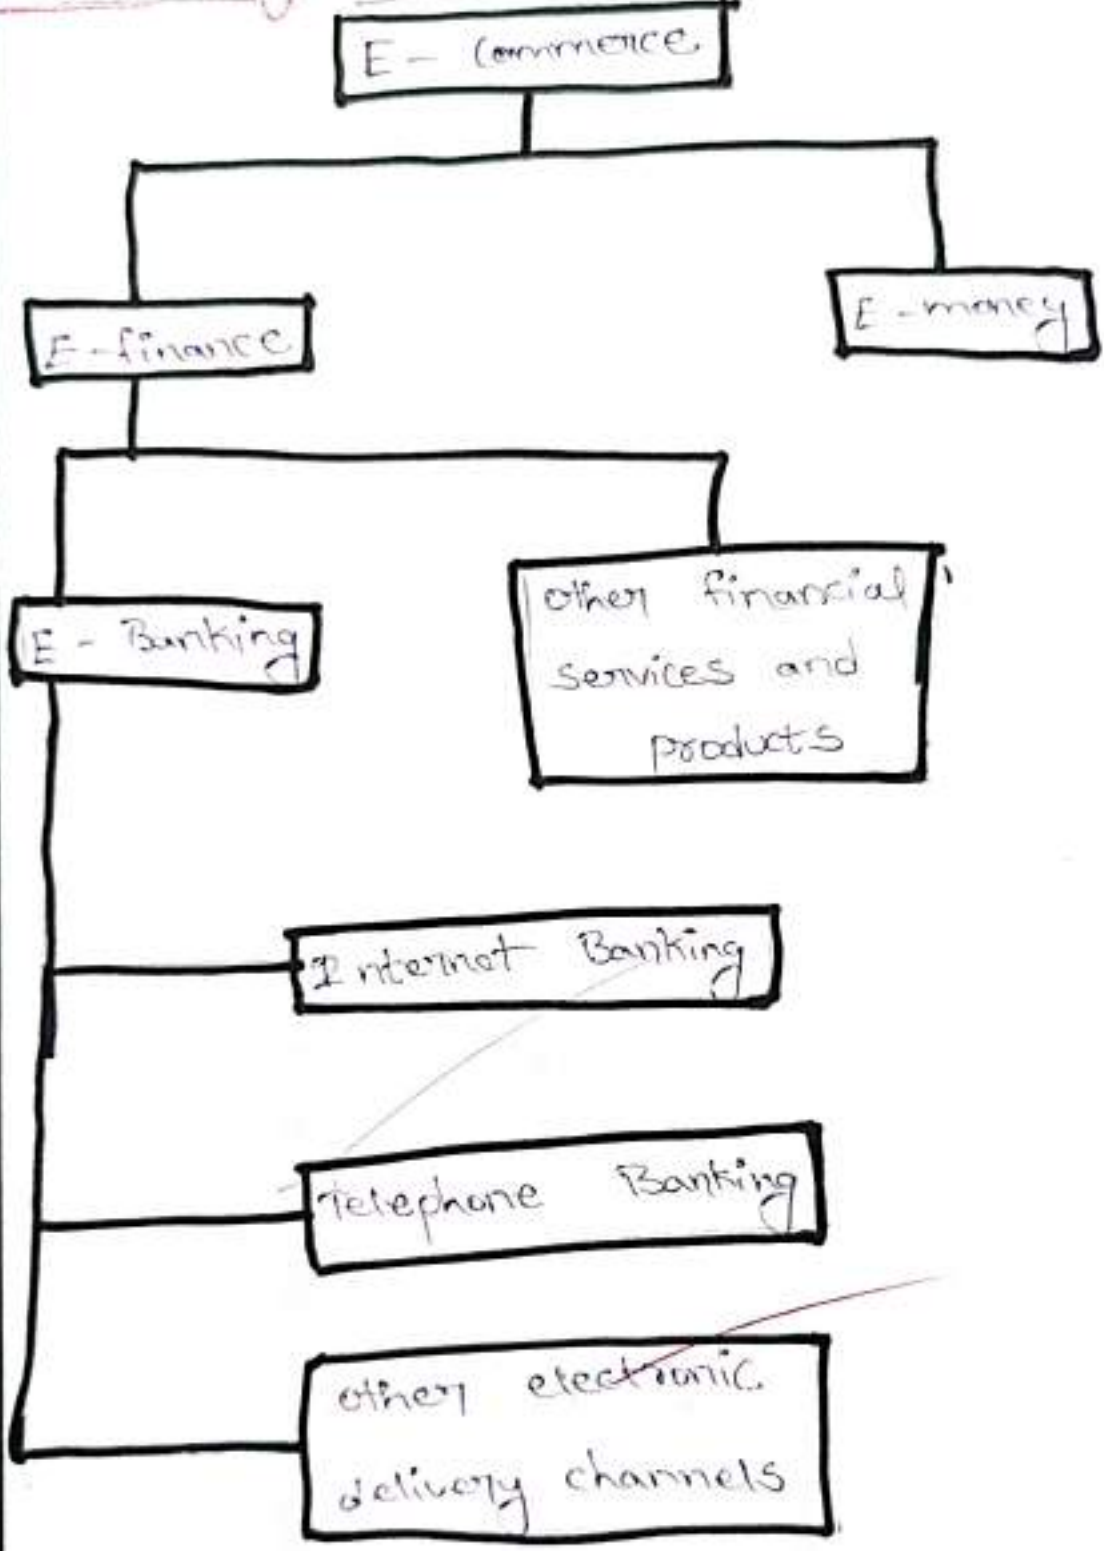 E - Commerce
E-finance
E-money
E - Banking
other financial
services and
products
Internet Banking
Telephone Banking
other electronic
delivery channels